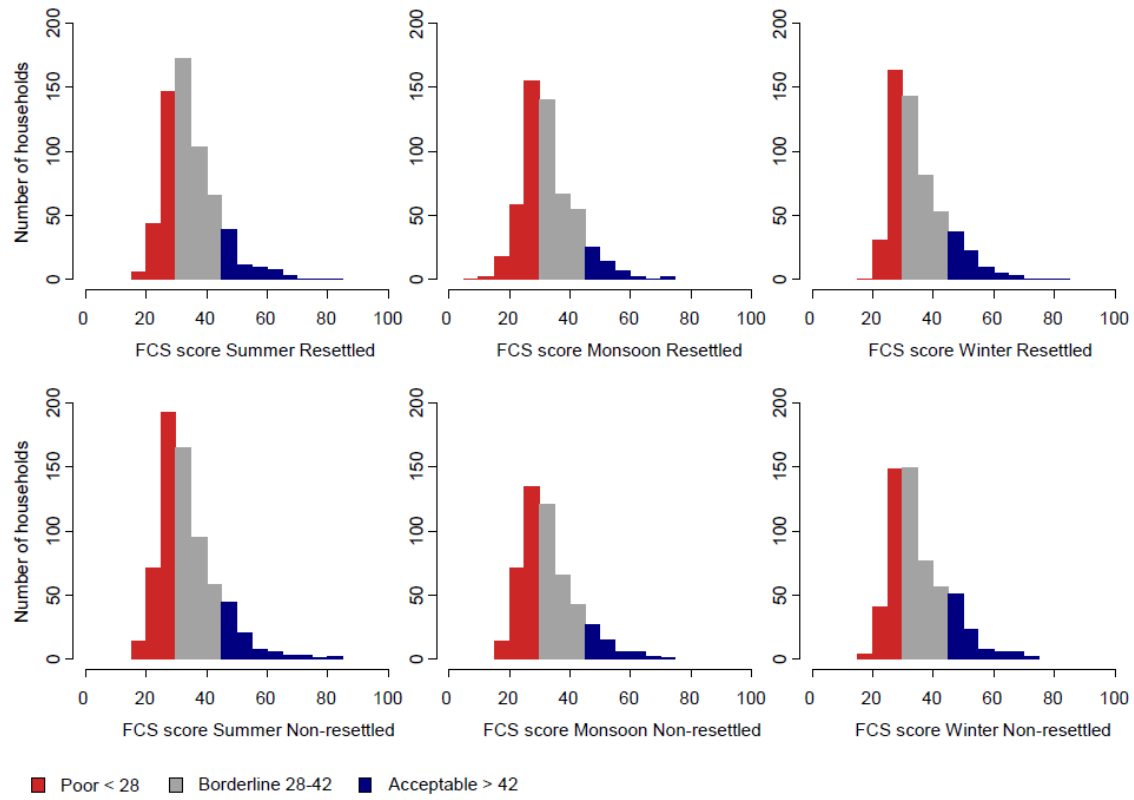 Number of households
0 50 100 150 200
0 20 40 60 80 100
FCS score Summer Resettled
0 50 100 150 200
0 20 40 60 80 100
FCS score Monsoon Resettled
0 50 100 150 200
0 20 40 60 80 100
FCS score Winter Resettled
Number of households
0 50 100 150 200
0 20 40 60 80 100
FCS score Summer Non-resettled
0 50 100 150 200
0 20 40 60 80 100
FCS score Monsoon Non-resettled
0 50 100 150 200
0 20 40 60 80 100
FCS score Winter Non-resettled
Poor < 28 Borderline 28-42 Acceptable > 42